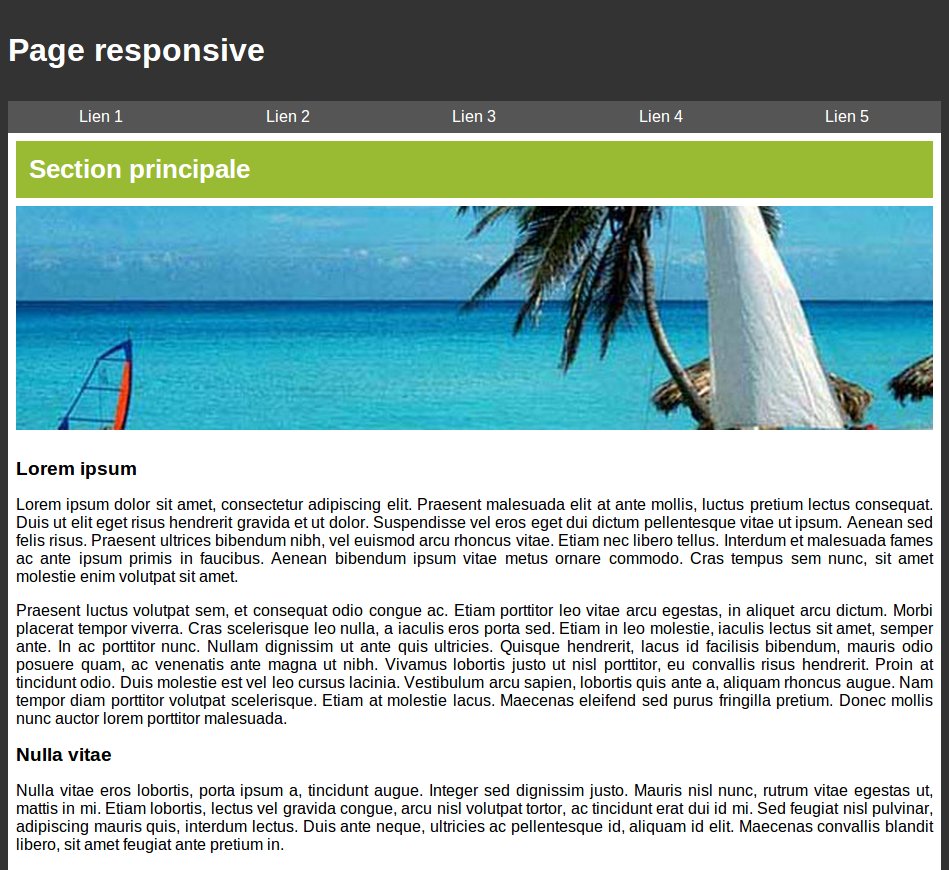 Page responsive
Lien 1 Lien 2 Lien 3 Lien 4 Lien 5
Section principale
Lorem ipsum
Lorem ipsum dolor sit amet, consectetur adipiscing elit. Praesent malesuada elit at ante mollis, luctus pretium lectus consequat.
Duis ut elit eget risus hendrerit gravida et ut dolor. Suspendisse vel eros eget dui dictum pellentesque vitae ut ipsum. Aenean sed
felis risus. Praesent ultrices bibendum nibh, vel euismod arcu rhoncus vitae. Etiam nec libero tellus. Interdum et malesuada fames
ac ante ipsum primis in faucibus. Aenean bibendum ipsum vitae metus ornare commodo. Cras tempus sem nunc, sit amet
molestie enim volutpat sit amet.
Praesent luctus volutpat sem, et consequat odio congue ac. Etiam porttitor leo vitae arcu egestas, in aliquet arcu dictum. Morbi
placerat tempor viverra. Cras scelerisque leo nulla, a iaculis eros porta sed. Etiam in leo molestie, iaculis lectus sit amet, semper
ante. In ac porttitor nunc. Nullam dignissim ut ante quis ultricies. Quisque hendrerit, lacus id facilisis bibendum, mauris odio
posuere quam, ac venenatis ante magna ut nibh. Vivamus lobortis justo ut nisl porttitor, eu convallis risus hendrerit. Proin at
tincidunt odio. Duis molestie est vel leo cursus lacinia. Vestibulum arcu sapien, lobortis quis ante a, aliquam rhoncus augue. Nam
tempor diam porttitor volutpat scelerisque. Etiam at molestie lacus. Maecenas eleifend sed purus fringilla pretium. Donec mollis
nunc auctor lorem porttitor malesuada.
Nulla vitae
Nulla vitae eros lobortis, porta ipsum a, tincidunt augue. Integer sed dignissim justo. Mauris nisl nunc, rutrum vitae egestas ut,
mattis in mi. Etiam lobortis, lectus vel gravida congue, arcu nisl volutpat tortor, ac tincidunt erat dui id mi. Sed feugiat nisl pulvinar,
adipiscing mauris quis, interdum lectus. Duis ante neque, ultricies ac pellentesque id, aliquam id elit. Maecenas convallis blandit
libero, sit amet feugiat ante pretium in.